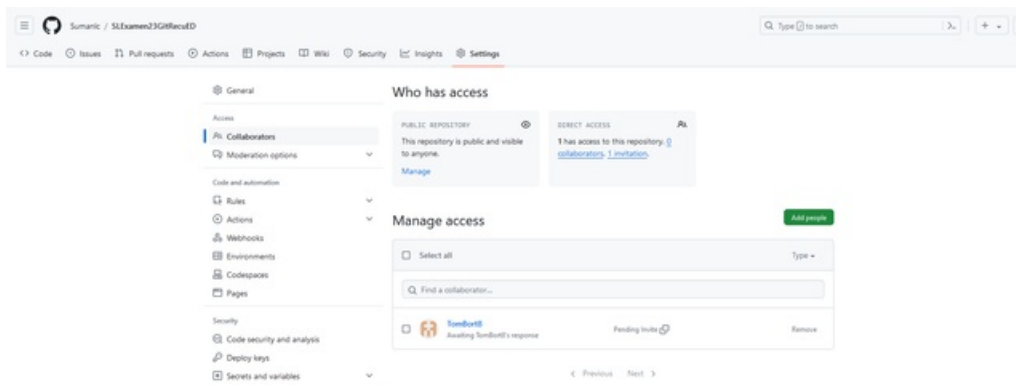 Sumanic / SLExamen23GitRecuED
Type / to search
Code Issues Pull requests Actions Projects Wiki Security Insights Settings
General
Access
Collaborators
Moderation options
Code and automation
Rules
Actions
Webhooks
Environments
Codespaces
Pages
Security
Code security and analysis
Deploy keys
Secrets and variables
Who has access
PUBLIC REPOSITORY
This repository is public and visible
to anyone.
Manage
DIRECT ACCESS
1 has access to this repository. 0
collaborators. 1 invitation.
Manage access
Add people
Select all
Type
Find a collaborator...
TomBort8
Awaiting TomBort8's response
Pending Invite
Remove
Previous Next